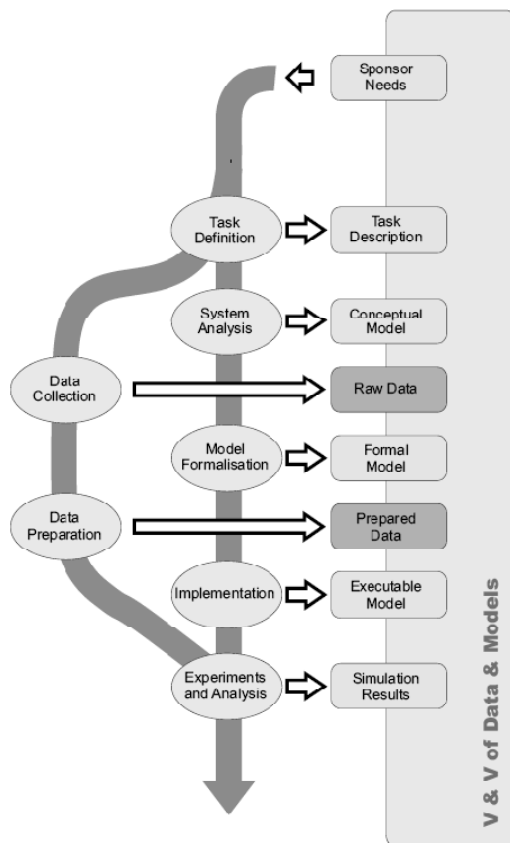 Sponsor
Needs
Task
Definition
Task
Description
System
Analysis
Conceptual
Model
Data
Collection
Raw Data
Model
Formalisation
Formal
Model
Data
Preparation
Prepared
Data
Implementation
Executable
Model
Experiments
and Analysis
Simulation
Results
V & V of Data & Models